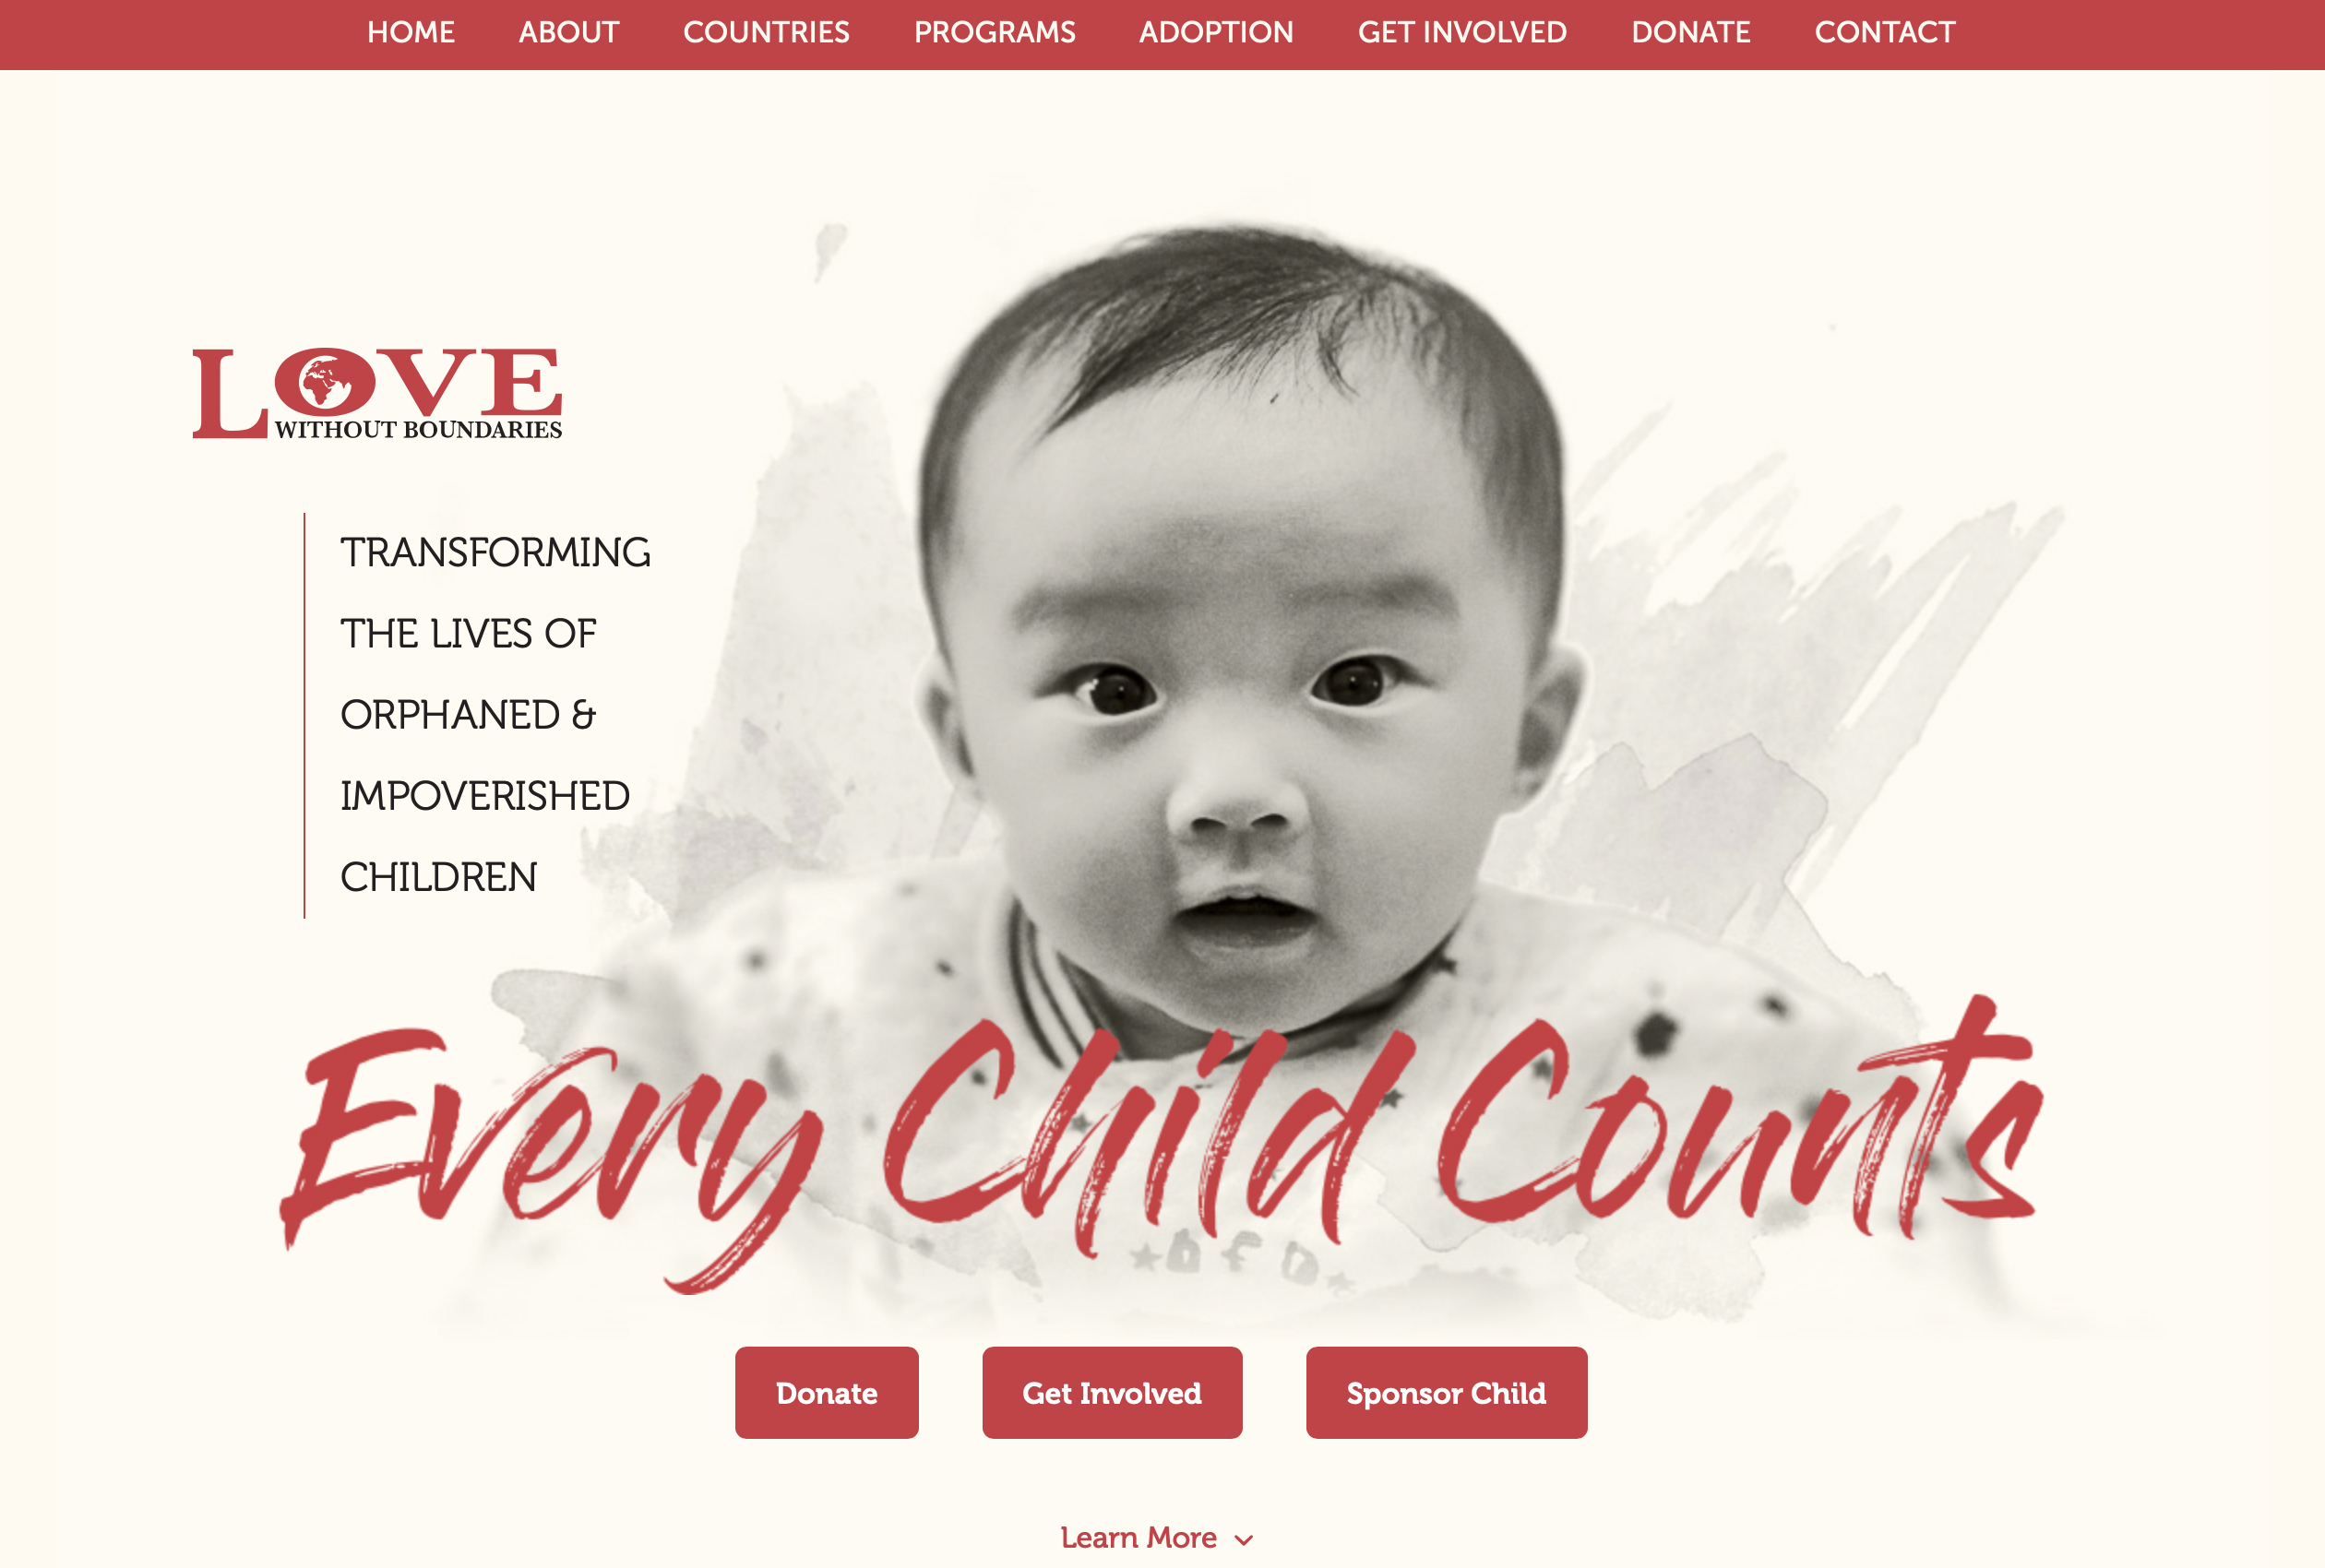 HOME ABOUT COUNTRIES PROGRAMS ADOPTION GET INVOLVED DONATE CONTACT
LOVE
WITHOUT BOUNDARIES
TRANSFORMING
THE LIVES OF
ORPHANED &
IMPOVERISHED
CHILDREN
Every Child Counts
Donate Get Involved Sponsor Child
Learn More